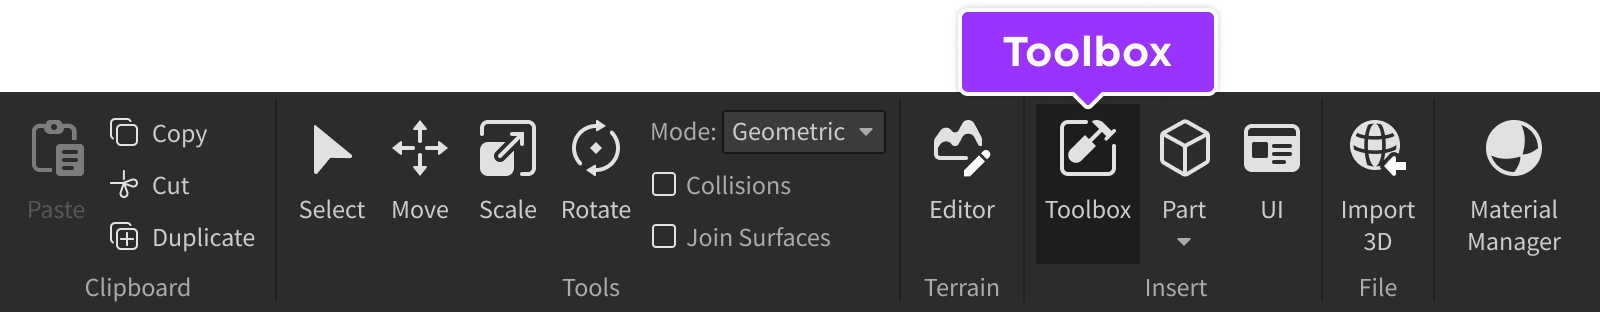 Toolbox
Paste
Copy
Cut
Duplicate
Clipboard
Select
Move
Scale
Rotate
Mode: Geometric
Collisions
Join Surfaces
Tools
Editor
Terrain
Toolbox
Part
UI
Insert
Import
3D
File
Material
Manager